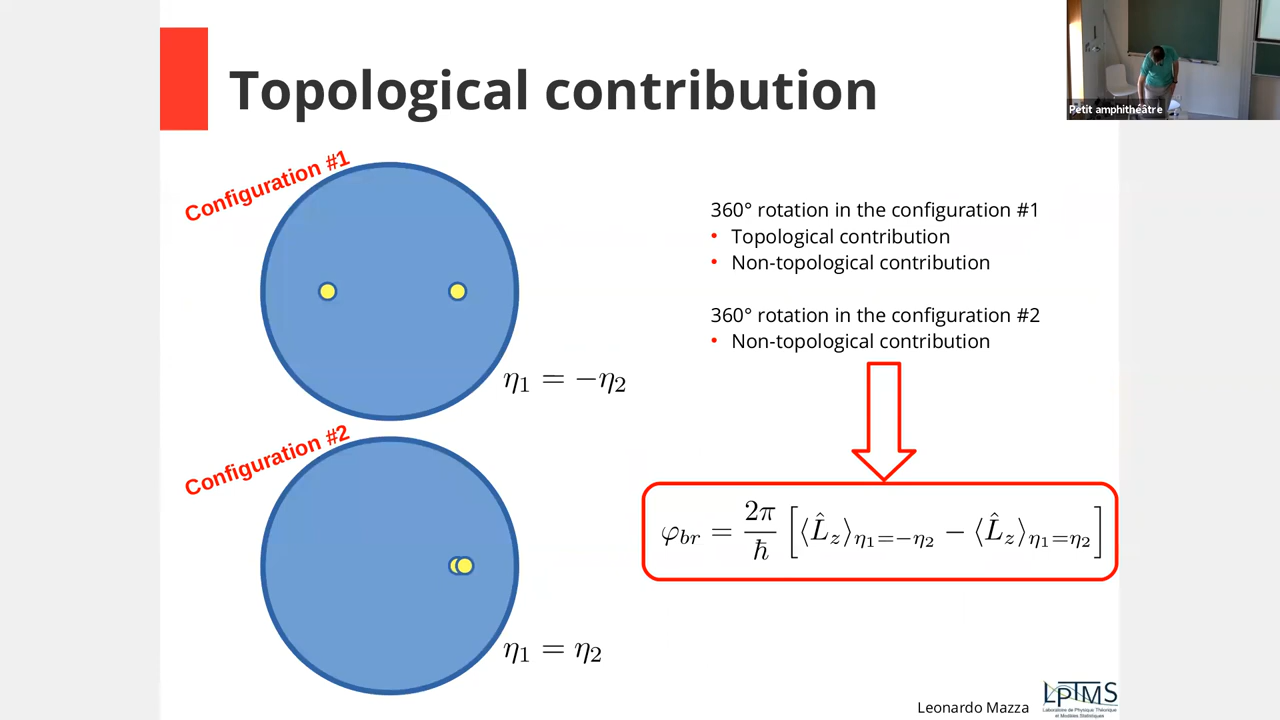 Topological contribution
Petit amphithéâtre
Configuration #1
η₁ = −η₂
Configuration #2
η₁ = η₂
360° rotation in the configuration #1
• Topological contribution
• Non-topological contribution
360° rotation in the configuration #2
• Non-topological contribution
φ_br = 2π/ħ [⟨L̂_z⟩_{η₁=−η₂} − ⟨L̂_z⟩_{η₁=η₂}]
Leonardo Mazza
LPTMS
Laboratoire de Physique Théorique
et Modèles Statistiques